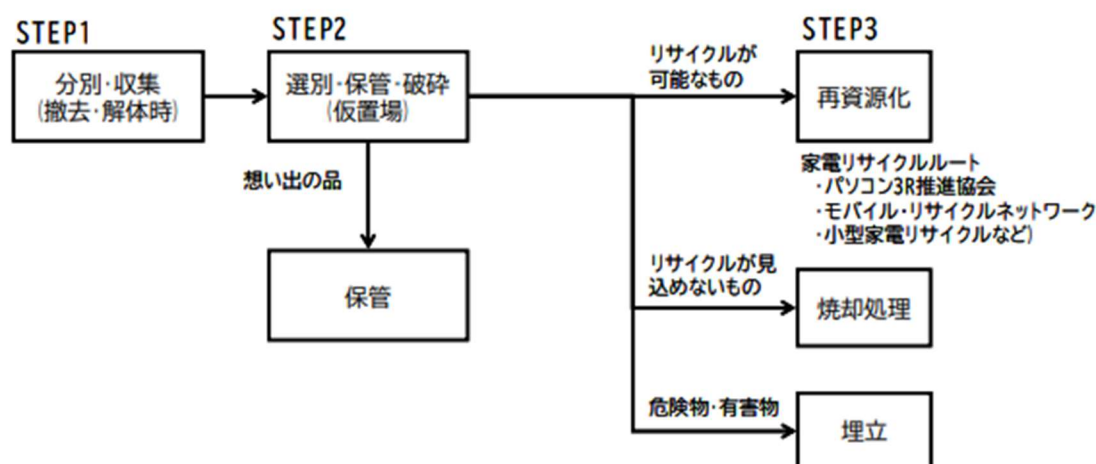 STEP1
分別・収集
(撤去・解体時)
STEP2
選別・保管・破砕
(仮置場)
想い出の品
保管
リサイクルが
可能なもの
STEP3
再資源化
家電リサイクルルート
・パソコン3R推進協会
・モバイル・リサイクルネットワーク
・小型家電リサイクルなど)
リサイクルが見
込めないもの
焼却処理
危険物・有害物
埋立